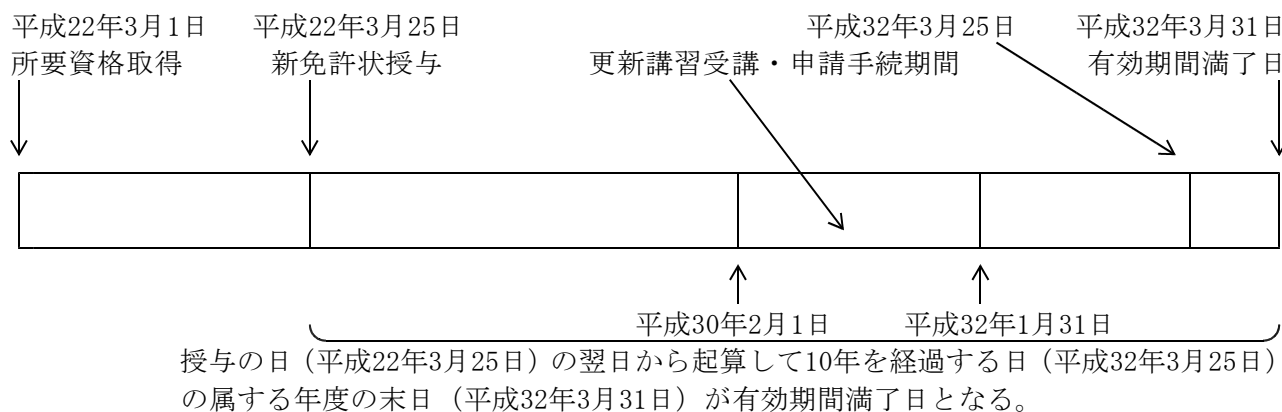 平成22年3月1日 平成22年3月25日 平成32年3月25日 平成32年3月31日
所要資格取得 新免許状授与 更新講習受講・申請手続期間 有効期間満了日
平成30年2月1日 平成32年1月31日
授与の日（平成22年3月25日）の翌日から起算して10年を経過する日（平成32年3月25日）
の属する年度の末日（平成32年3月31日）が有効期間満了日となる。